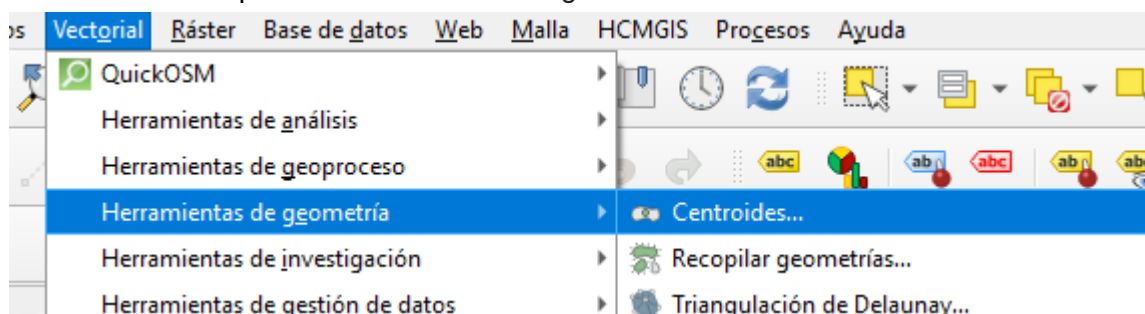 os Vectorial Ráster Base de datos Web Malla HCMGIS Procesos Ayuda
QuickOSM
Herramientas de análisis
Herramientas de geoproceso
abc ab abc ab ab
Herramientas de geometría Centroides...
Herramientas de investigación Recopilar geometrías...
Herramientas de gestión de datos Triangulación de Delaunay...